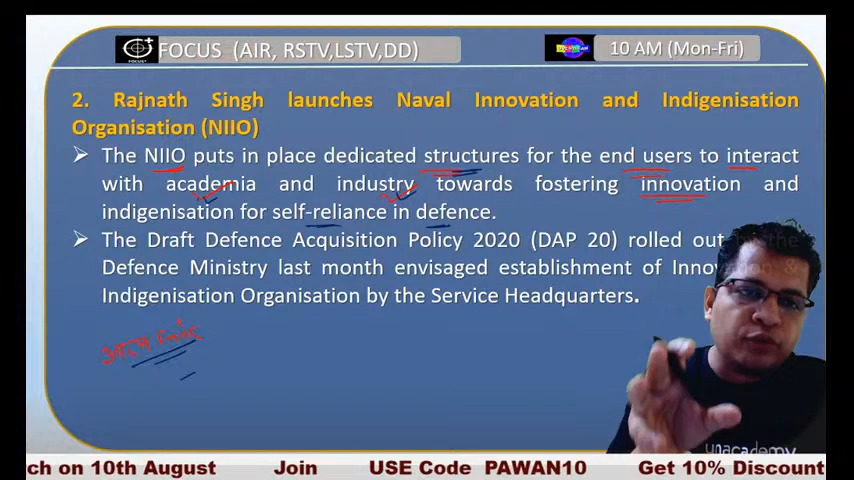 FOCUS (AIR, RSTV,LSTV,DD)
10 AM (Mon-Fri)
2. Rajnath Singh launches Naval Innovation and Indigenisation
Organisation (NIIO)
➢ The NIIO puts in place dedicated structures for the end users to interact
with academia and industry towards fostering innovation and
indigenisation for self-reliance in defence.
➢ The Draft Defence Acquisition Policy 2020 (DAP 20) rolled out the
Defence Ministry last month envisaged establishment of &
Indigenisation Organisation by the Service Headquarters.
unacademy
ch on 10th August Join USE Code PAWAN10 Get 10% Discount